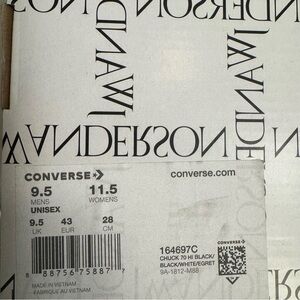 JWANDERSON
CONVERSE
converse.com
9.5 11.5
MENS WOMENS
UNISEX
9.5 43 28
UK EUR CM
8 88756 75887 7
MADE IN VIETNAM
FABRIQUÉ AU VIETNAM
164697C
CHUCK 70 HI BLACK/
BLACK/WHITE/EGRET
9A-1812-M88
CONVERSE